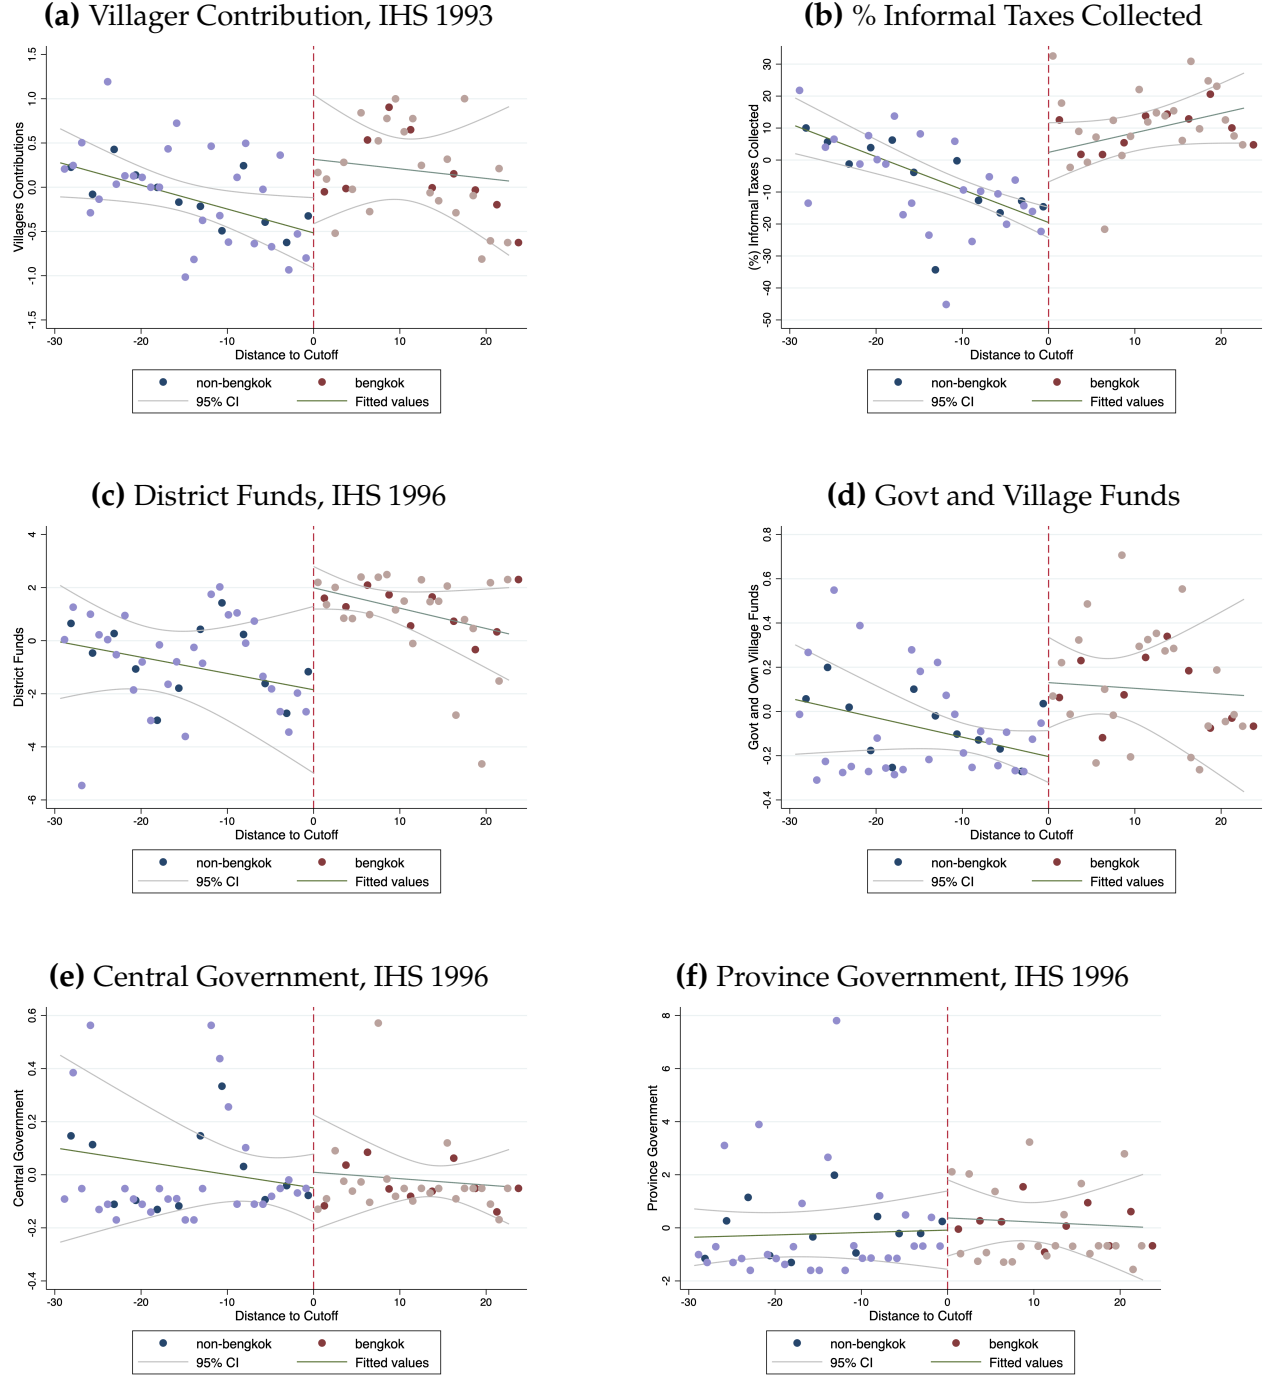 (a) Villager Contribution, IHS 1993
Villagers Contributions
1.5
1.0
0.5
0.0
-0.5
-1.0
-1.5
-30 -20 -10 0 10 20
Distance to Cutoff
non-bengkok bengkok
95% CI Fitted values
(b) % Informal Taxes Collected
(%) Informal Taxes Collected
30
20
10
0
-10
-20
-30
-40
-50
-30 -20 -10 0 10 20
Distance to Cutoff
non-bengkok bengkok
95% CI Fitted values
(c) District Funds, IHS 1996
District Funds
4
2
0
-2
-4
-6
-30 -20 -10 0 10 20
Distance to Cutoff
non-bengkok bengkok
95% CI Fitted values
(d) Govt and Village Funds
Govt and Own Village Funds
0.8
0.6
0.4
0.2
0.0
-0.2
-0.4
-30 -20 -10 0 10 20
Distance to Cutoff
non-bengkok bengkok
95% CI Fitted values
(e) Central Government, IHS 1996
Central Government
0.6
0.4
0.2
0.0
-0.2
-0.4
-30 -20 -10 0 10 20
Distance to Cutoff
non-bengkok bengkok
95% CI Fitted values
(f) Province Government, IHS 1996
Province Government
8
6
4
2
0
-2
-30 -20 -10 0 10 20
Distance to Cutoff
non-bengkok bengkok
95% CI Fitted values